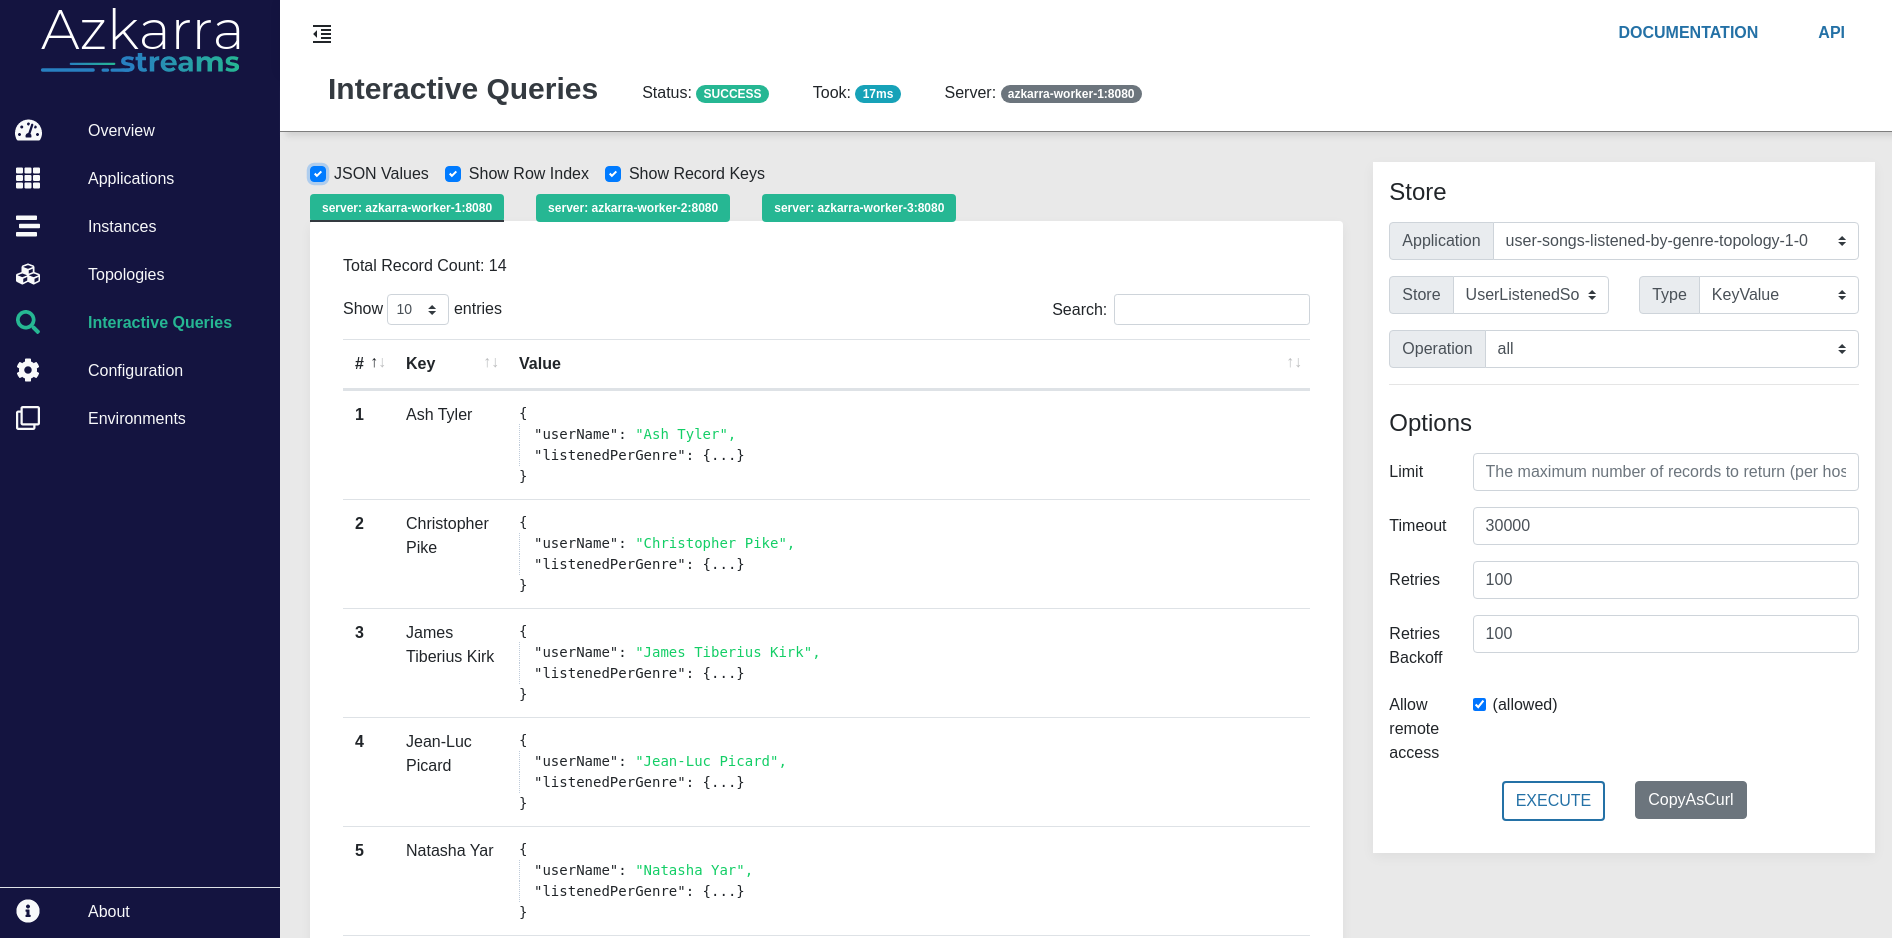 Azkarra
streams
Overview
Applications
Instances
Topologies
Interactive Queries
Configuration
Environments
About
DOCUMENTATION API
Interactive Queries Status: SUCCESS Took: 17ms Server: azkarra-worker-1:8080
JSON Values Show Row Index Show Record Keys
server: azkarra-worker-1:8080 server: azkarra-worker-2:8080 server: azkarra-worker-3:8080
Total Record Count: 14
Show 10 entries Search:
# ↑↓ Key ↑↓ Value ↑↓
1 Ash Tyler {
"userName": "Ash Tyler",
"listenedPerGenre": {...}
}
2 Christopher {
Pike "userName": "Christopher Pike",
"listenedPerGenre": {...}
}
3 James {
Tiberius Kirk "userName": "James Tiberius Kirk",
"listenedPerGenre": {...}
}
4 Jean-Luc {
Picard "userName": "Jean-Luc Picard",
"listenedPerGenre": {...}
}
5 Natasha Yar {
"userName": "Natasha Yar",
"listenedPerGenre": {...}
}
Store
Application user-songs-listened-by-genre-topology-1-0
Store UserListenedSo Type KeyValue
Operation all
Options
Limit The maximum number of records to return (per hos
Timeout 30000
Retries 100
Retries 100
Backoff
Allow (allowed)
remote
access
EXECUTE CopyAsCurl